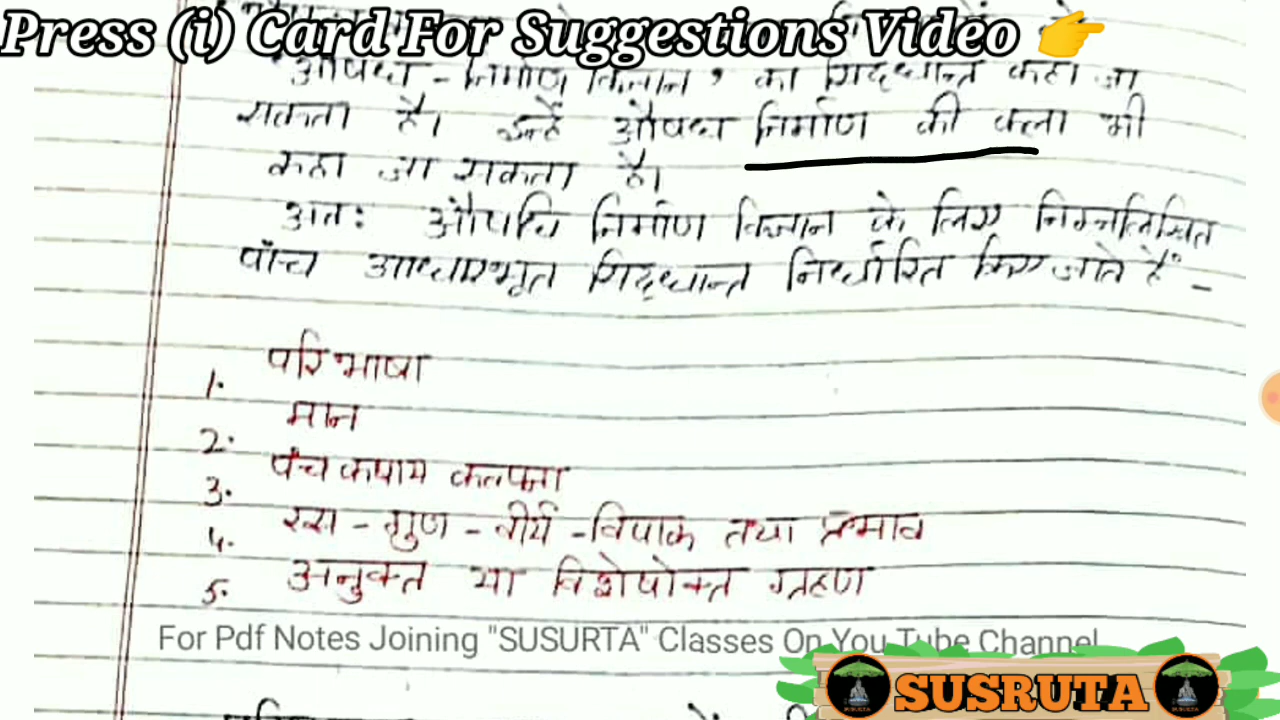 Press (i) Card For Suggestions Video 👉
औषध - निर्माण विज्ञान, का सिद्धान्त कहा जा
सकता है। इन्हें औषध निर्माण की कला भी
कहा जा सकता है।
अतः औषधि निर्माण विज्ञान के लिए निम्नलिखित
पाँच आधारभूत सिद्धान्त निर्धारित किए जाते हैं -
1. परिभाषा
2. मान
3. पंचकषाय कल्पना
4. रस - गुण - वीर्य - विपाक तथा प्रभाव
5. अनुक्त या विशेषोक्त ग्रहण
For Pdf Notes Joining "SUSURTA" Classes On You Tube Channel
SUSRUTA